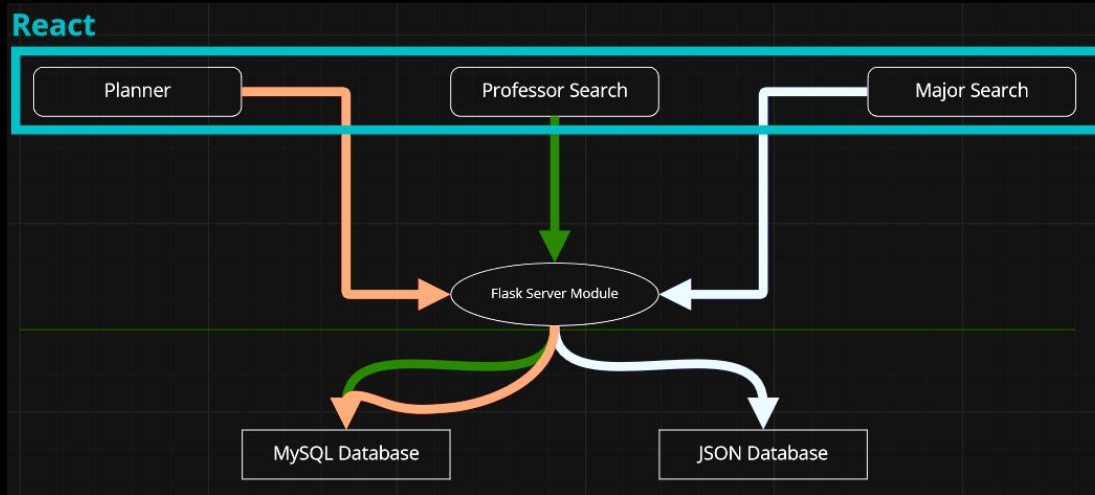 React
Planner
Professor Search
Major Search
Flask Server Module
MySQL Database
JSON Database